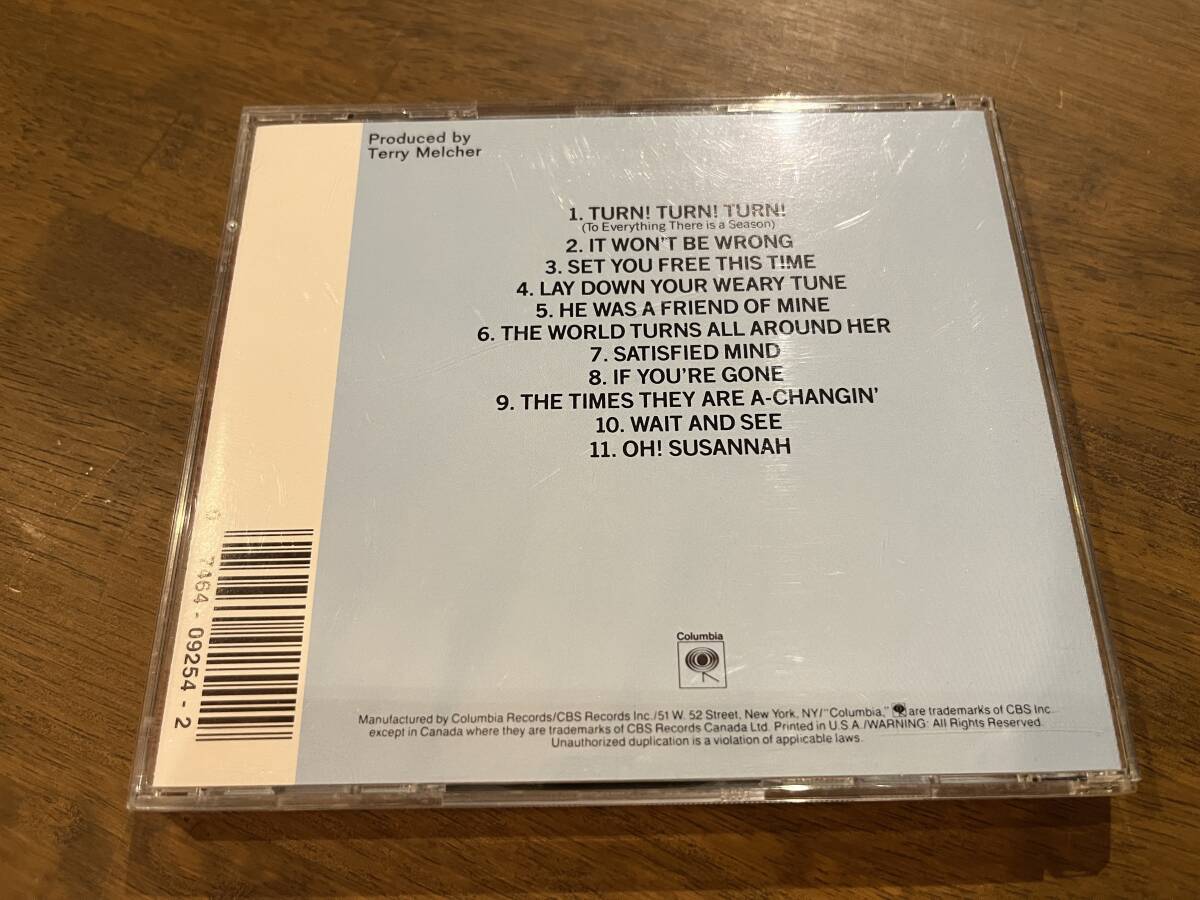 Produced by
Terry Melcher
1. TURN! TURN! TURN!
(To Everything There is a Season)
2. IT WON'T BE WRONG
3. SET YOU FREE THIS TIME
4. LAY DOWN YOUR WEARY TUNE
5. HE WAS A FRIEND OF MINE
6. THE WORLD TURNS ALL AROUND HER
7. SATISFIED MIND
8. IF YOU'RE GONE
9. THE TIMES THEY ARE A-CHANGIN'
10. WAIT AND SEE
11. OH! SUSANNAH
0 7464-09254-2
Columbia
Manufactured by Columbia Records/CBS Records Inc./51 W. 52 Street, New York, NY/"Columbia," are trademarks of CBS Inc.
except in Canada where they are trademarks of CBS Records Canada Ltd. Printed in U.S.A./WARNING: All Rights Reserved.
Unauthorized duplication is a violation of applicable laws.